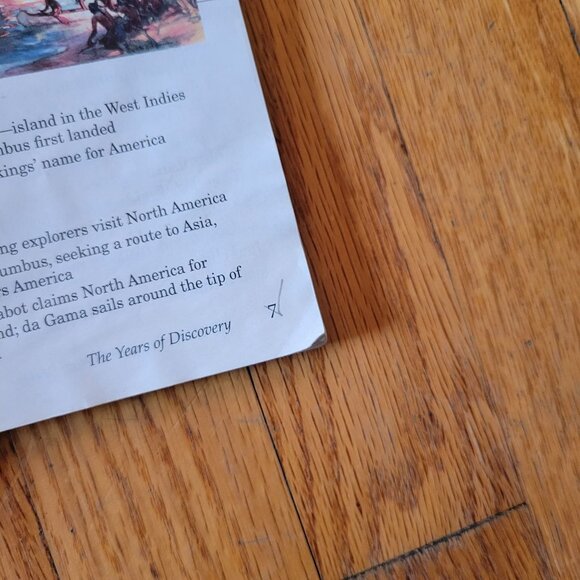 —island in the West Indies
bus first landed
kings' name for America
ng explorers visit North America
umbus, seeking a route to Asia,
rs America
abot claims North America for
nd; da Gama sails around the tip of
The Years of Discovery 7